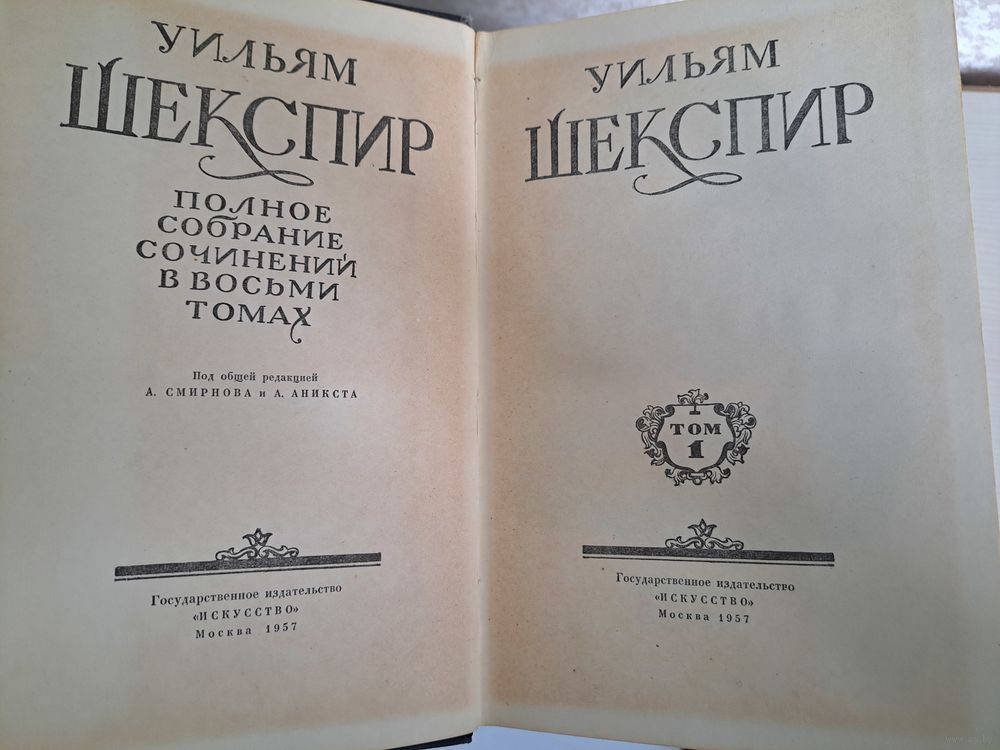 УИЛЬЯМ
ШЕКСПИР
ПОЛНОЕ
СОБРАНИЕ
СОЧИНЕНИЙ
В ВОСЬМИ
ТОМАХ
Под общей редакцией
А. СМИРНОВА и А. АНИКСТА
Государственное издательство
«ИСКУССТВО»
Москва 1957
УИЛЬЯМ
ШЕКСПИР
ТОМ
1
Государственное издательство
«ИСКУССТВО»
Москва 1957